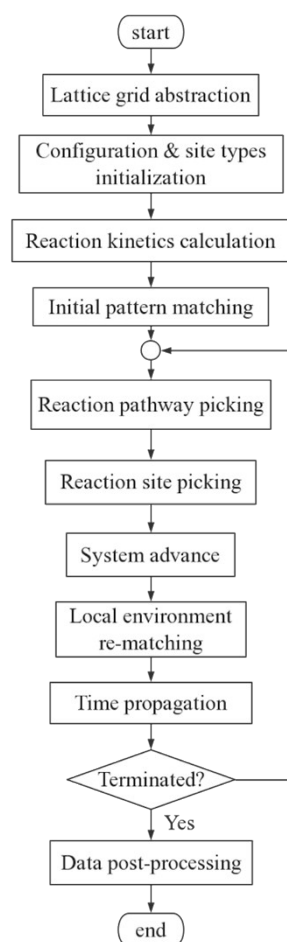 start
Lattice grid abstraction
Configuration & site types
initialization
Reaction kinetics calculation
Initial pattern matching
Reaction pathway picking
Reaction site picking
System advance
Local environment
re-matching
Time propagation
Terminated?
Yes
Data post-processing
end